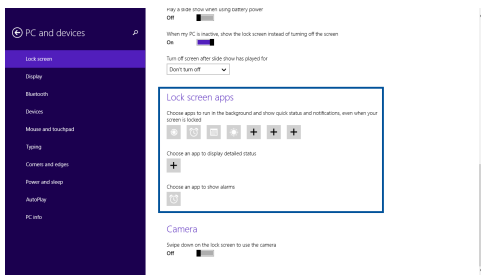 Play a slide show when using battery power
Off
PC and devices
When my PC is inactive, show the lock screen instead of turning off the screen
On
Lock screen
Turn off screen after slide show has played for
Don't turn off
Display
Bluetooth
Devices
Mouse and touchpad
Typing
Corners and edges
Power and sleep
AutoPlay
PC info
Lock screen apps
Choose apps to run in the background and show quick status and notifications, even when your
screen is locked
Choose an app to display detailed status
Choose an app to show alarms
Camera
Swipe down on the lock screen to use the camera
Off